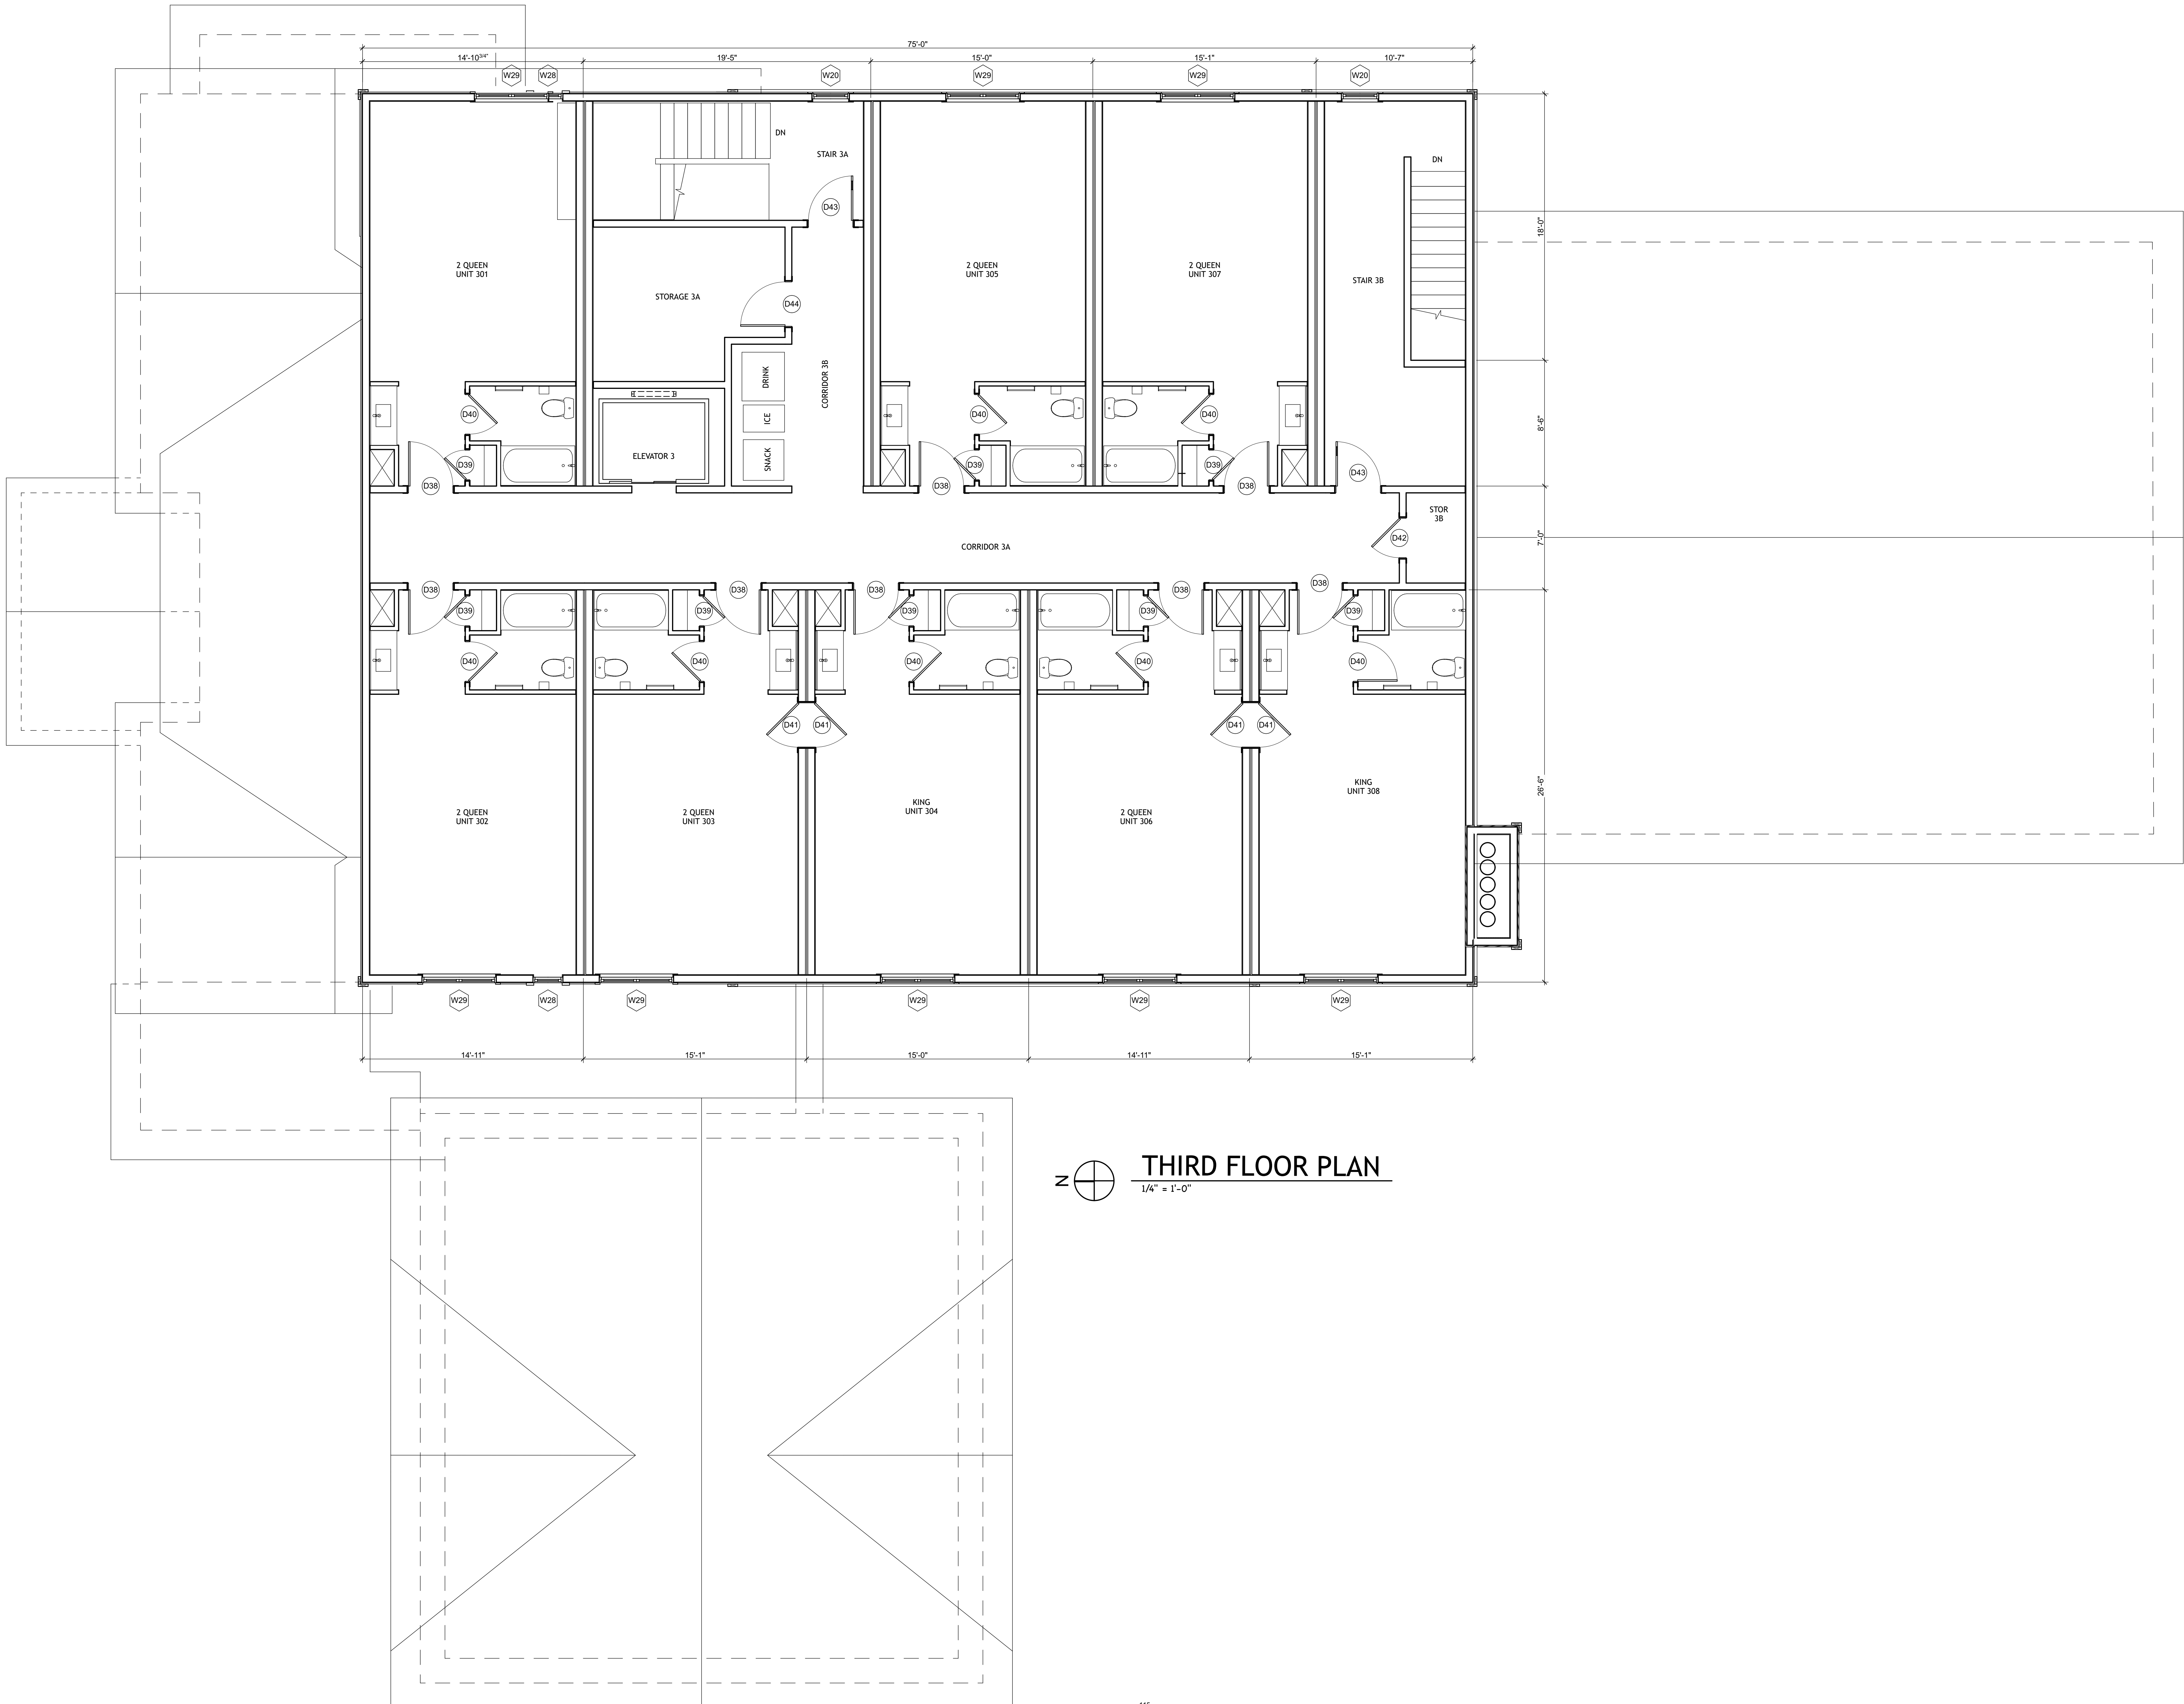 75'-0"
14'-10 3/4"
19'-5"
15'-0"
15'-1"
10'-7"
W29
W28
W20
W29
W29
W20
DN
STAIR 3A
DN
D43
18'-0"
2 QUEEN
UNIT 301
2 QUEEN
UNIT 305
2 QUEEN
UNIT 307
STAIR 3B
STORAGE 3A
D44
DRINK
CORRIDOR 3B
ICE
D40
D40
D40
8'-6"
ELEVATOR 3
SNACK
D39
D39
D39
D43
D38
D38
D38
STOR
3B
D42
7'-0"
CORRIDOR 3A
D38
D38
D38
D38
D38
D39
D39
D39
D39
D39
D40
D40
D40
D40
D40
D41
D41
D41
D41
26'-6"
2 QUEEN
UNIT 302
2 QUEEN
UNIT 303
KING
UNIT 304
2 QUEEN
UNIT 306
KING
UNIT 308
W29
W28
W29
W29
W29
W29
14'-11"
15'-1"
15'-0"
14'-11"
15'-1"
N
THIRD FLOOR PLAN
1/4" = 1'-0"